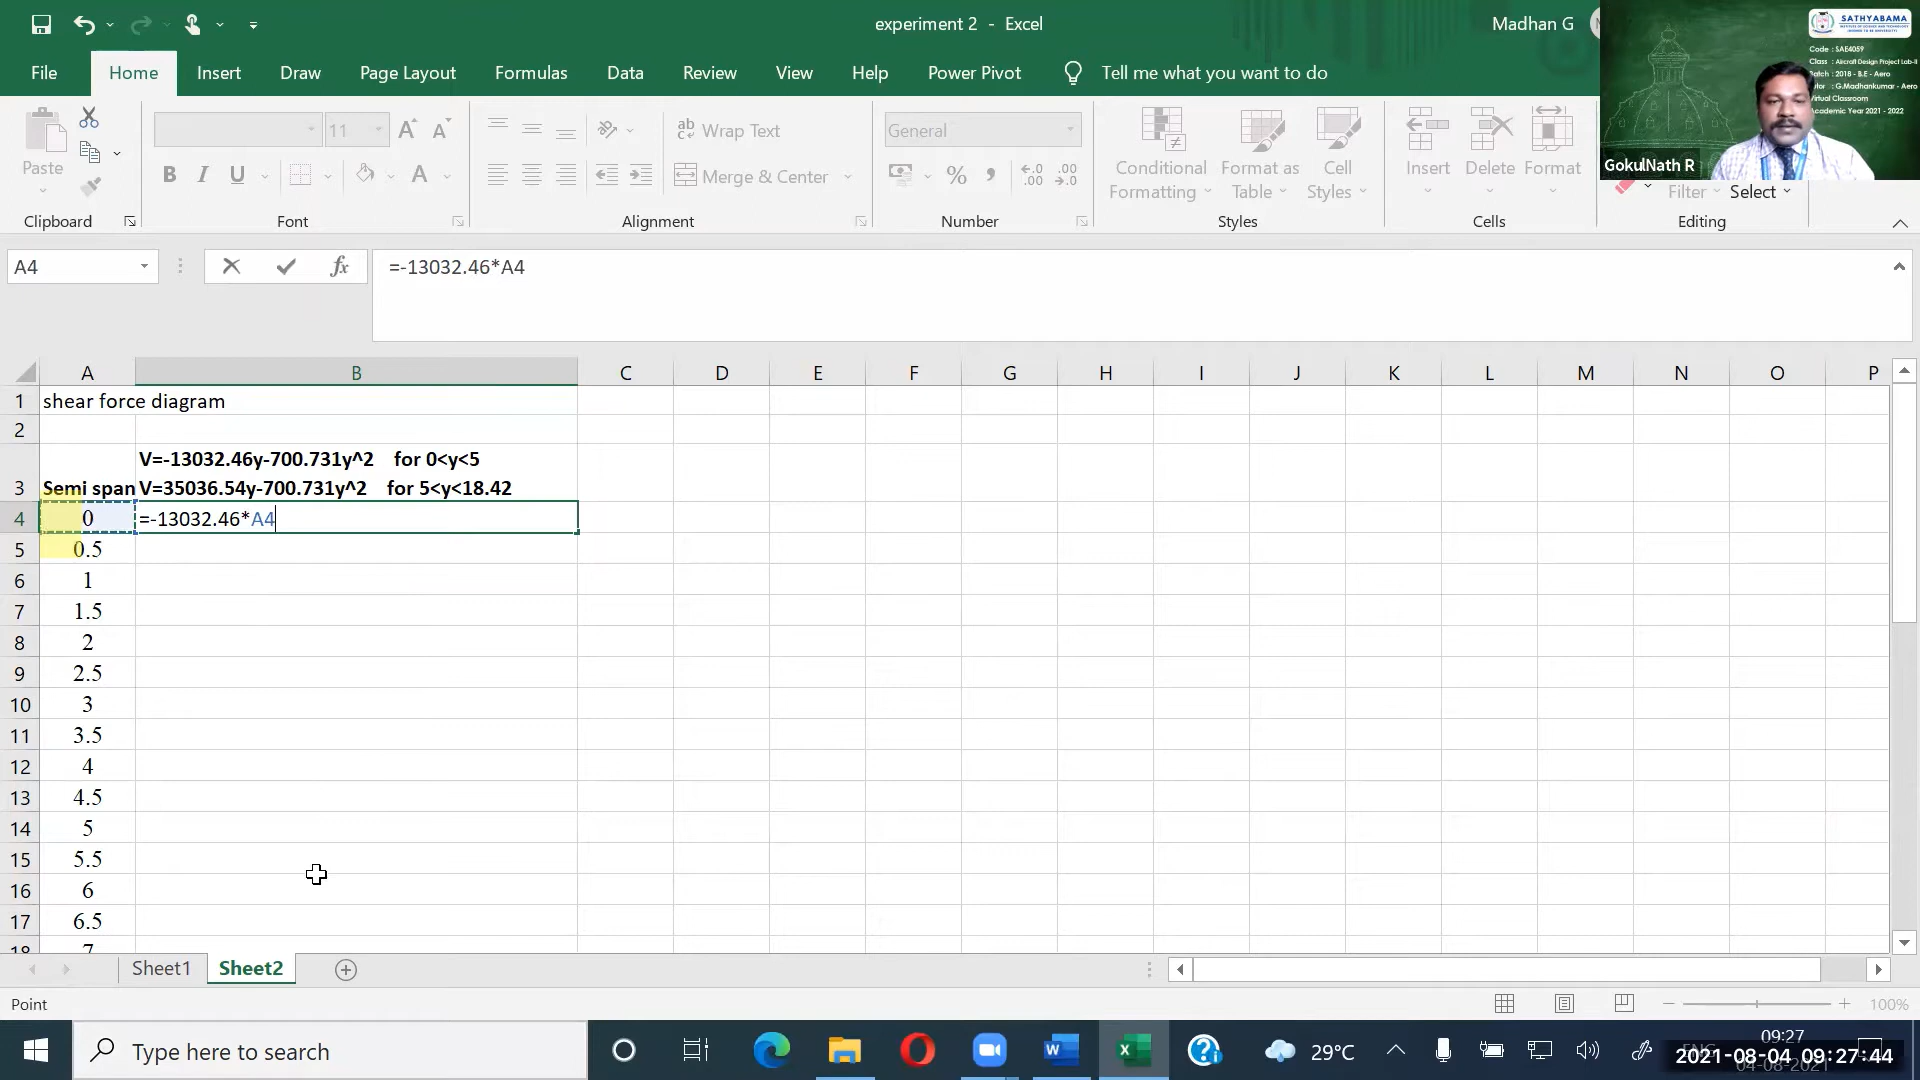 experiment 2 - Excel
Madhan G
File Home Insert Draw Page Layout Formulas Data Review View Help Power Pivot Tell me what you want to do
SATHYABAMA
Code : SAE4059
Class : Aircraft Design Project Lab-II
Batch : 2018 - B.E - Aero
Tutor : G.Madhankumar - Aero
Virtual Classroom
Academic Year 2021 - 2022
GokulNath R
Paste
11
Wrap Text
Merge & Center
General
Conditional Formatting
Format as Table
Cell Styles
Insert
Delete
Format
Filter
Select
Clipboard
Font
Alignment
Number
Styles
Cells
Editing
A4
fx
=-13032.46*A4
A B C D E F G H I J K L M N O P
1 shear force diagram
2
V=-13032.46y-700.731y^2 for 0<y<5
3 Semi span V=35036.54y-700.731y^2 for 5<y<18.42
4 0 =-13032.46*A4
5 0.5
6 1
7 1.5
8 2
9 2.5
10 3
11 3.5
12 4
13 4.5
14 5
15 5.5
16 6
17 6.5
18 7
Sheet1 Sheet2
Point
100%
Type here to search
29°C
09:27
2021-08-04 09:27:44
04-08-2021